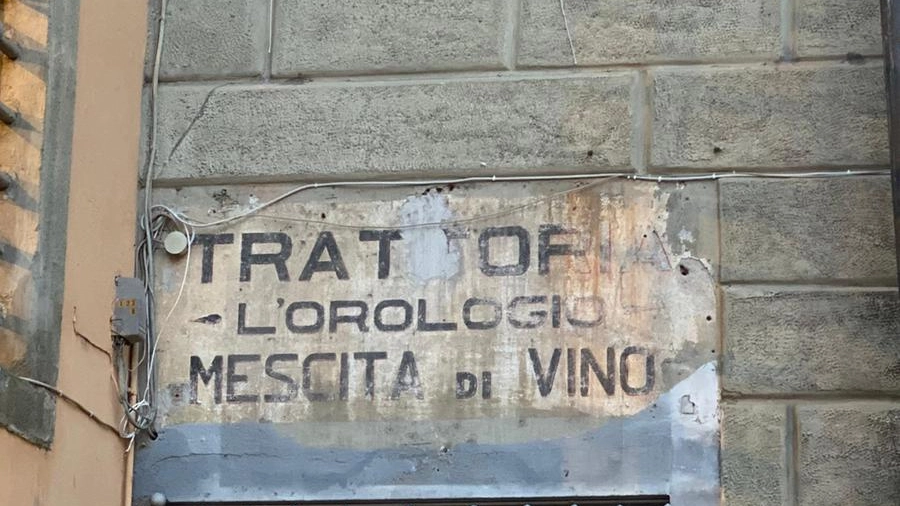 TRATTORIA
- L'OROLOGIO -
MESCITA DI VINO